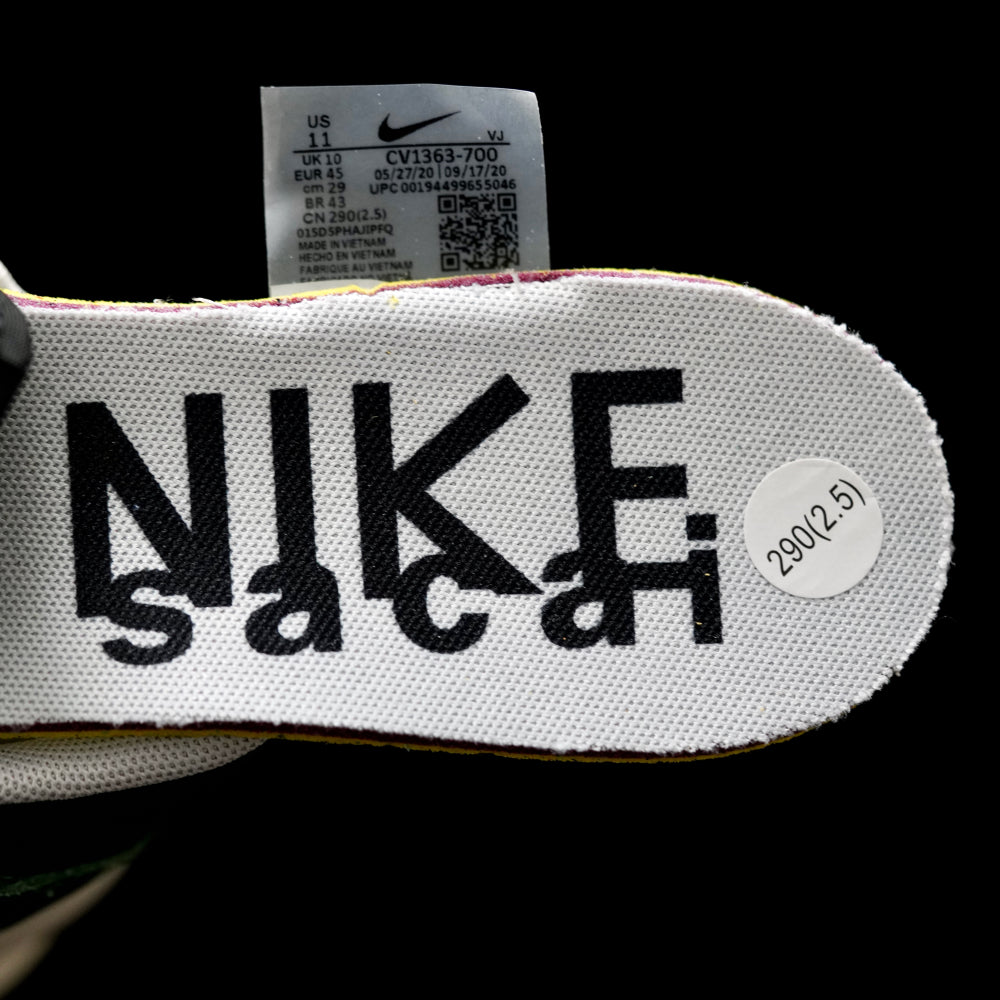 US
11
VJ
UK 10
CV1363-700
EUR 45
05/27/20 | 09/17/20
cm 29
UPC 00194499655046
BR 43
CN 290(2.5)
015D5PHAJIPFQ
MADE IN VIETNAM
HECHO EN VIETNAM
FABRIQUE AU VIETNAM
NIKE
sacai
290(2.5)